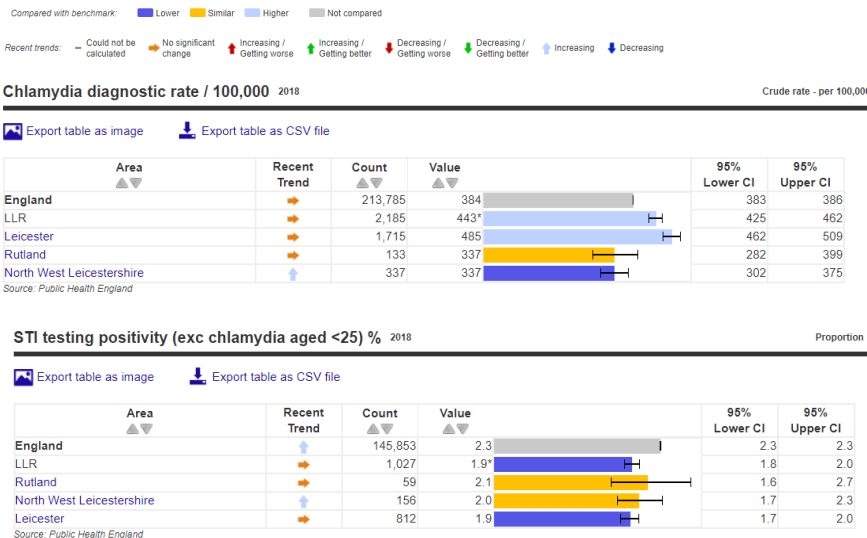 Compared with benchmark: Lower Similar Higher Not compared
Recent trends: – Could not be calculated No significant change Increasing / Getting worse Increasing / Getting better Decreasing / Getting worse Decreasing / Getting better Increasing Decreasing
Chlamydia diagnostic rate / 100,000 2018 Crude rate - per 100,000
Export table as image Export table as CSV file
Area Recent Trend Count Value 95% Lower CI 95% Upper CI
England 213,785 384 383 386
LLR 2,185 443* 425 462
Leicester 1,715 485 462 509
Rutland 133 337 282 399
North West Leicestershire 337 337 302 375
Source: Public Health England
STI testing positivity (exc chlamydia aged <25) % 2018 Proportion
Export table as image Export table as CSV file
Area Recent Trend Count Value 95% Lower CI 95% Upper CI
England 145,853 2.3 2.3 2.3
LLR 1,027 1.9* 1.8 2.0
Rutland 59 2.1 1.6 2.7
North West Leicestershire 156 2.0 1.7 2.3
Leicester 812 1.9 1.7 2.0
Source: Public Health England